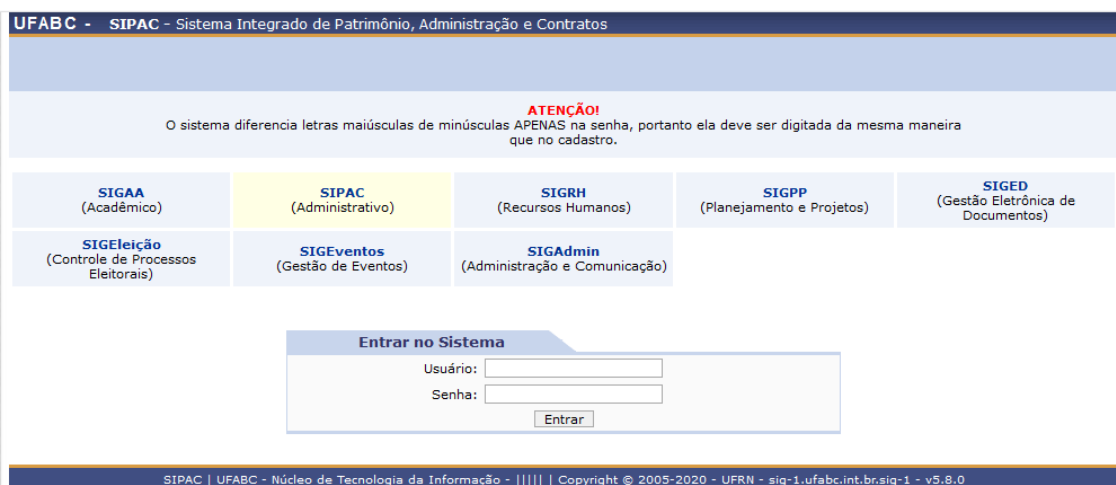 UFABC - SIPAC - Sistema Integrado de Patrimônio, Administração e Contratos
ATENÇÃO!
O sistema diferencia letras maiúsculas de minúsculas APENAS na senha, portanto ela deve ser digitada da mesma maneira
que no cadastro.
SIGAA
(Acadêmico)
SIPAC
(Administrativo)
SIGRH
(Recursos Humanos)
SIGPP
(Planejamento e Projetos)
SIGED
(Gestão Eletrônica de
Documentos)
SIGEleição
(Controle de Processos
Eleitorais)
SIGEventos
(Gestão de Eventos)
SIGAdmin
(Administração e Comunicação)
Entrar no Sistema
Usuário:
Senha:
Entrar
SIPAC | UFABC - Núcleo de Tecnologia da Informação - ||||| | Copyright © 2005-2020 - UFRN - sig-1.ufabc.int.br.sig-1 - v5.8.0